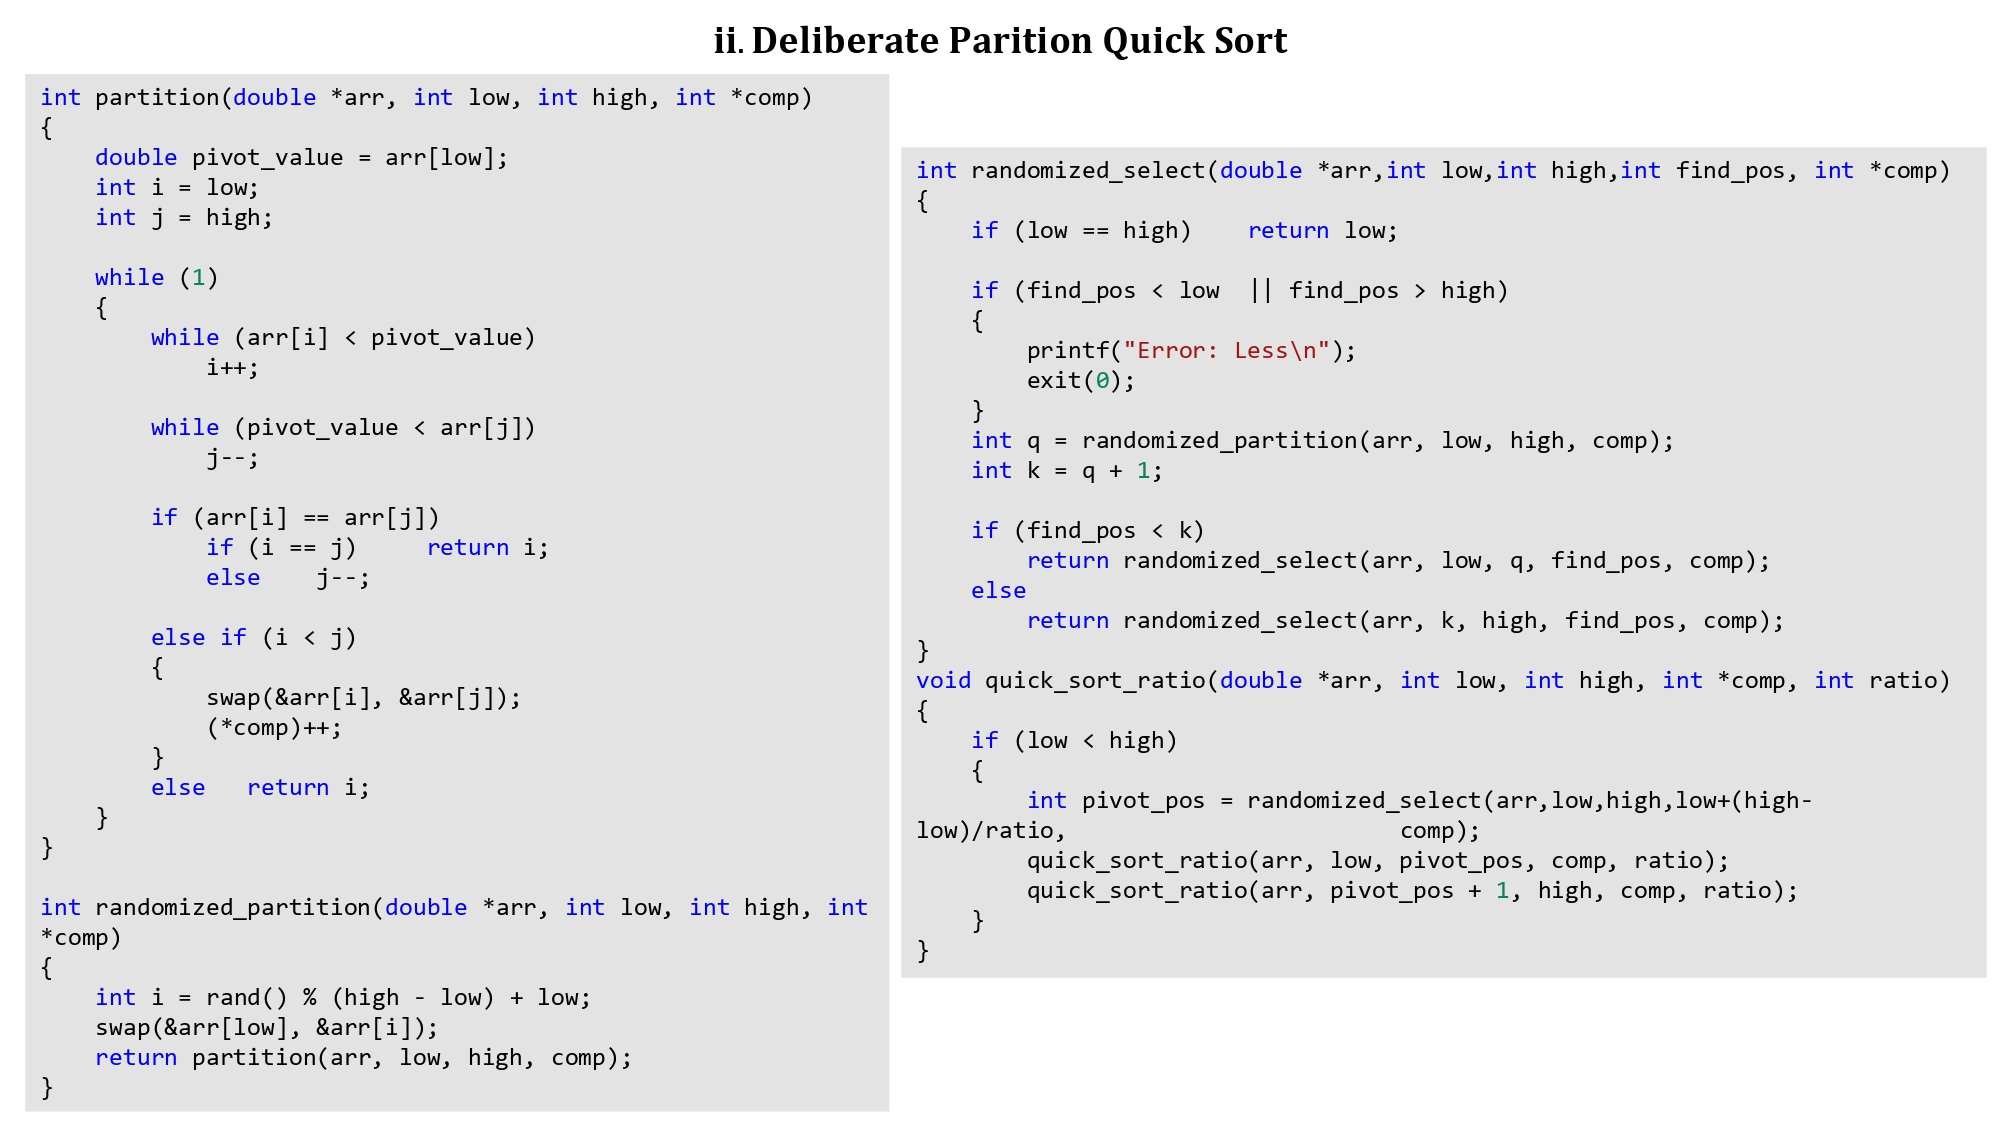 ii. Deliberate Parition Quick Sort
int partition(double *arr, int low, int high, int *comp)
{
    double pivot_value = arr[low];
    int i = low;
    int j = high;

    while (1)
    {
        while (arr[i] < pivot_value)
            i++;

        while (pivot_value < arr[j])
            j--;

        if (arr[i] == arr[j])
            if (i == j)     return i;
            else    j--;

        else if (i < j)
        {
            swap(&arr[i], &arr[j]);
            (*comp)++;
        }
        else   return i;
    }
}

int randomized_partition(double *arr, int low, int high, int
*comp)
{
    int i = rand() % (high - low) + low;
    swap(&arr[low], &arr[i]);
    return partition(arr, low, high, comp);
}
int randomized_select(double *arr,int low,int high,int find_pos, int *comp)
{
    if (low == high)    return low;

    if (find_pos < low  || find_pos > high)
    {
        printf("Error: Less\n");
        exit(0);
    }
    int q = randomized_partition(arr, low, high, comp);
    int k = q + 1;

    if (find_pos < k)
        return randomized_select(arr, low, q, find_pos, comp);
    else
        return randomized_select(arr, k, high, find_pos, comp);
}
void quick_sort_ratio(double *arr, int low, int high, int *comp, int ratio)
{
    if (low < high)
    {
        int pivot_pos = randomized_select(arr,low,high,low+(high-
low)/ratio,                        comp);
        quick_sort_ratio(arr, low, pivot_pos, comp, ratio);
        quick_sort_ratio(arr, pivot_pos + 1, high, comp, ratio);
    }
}